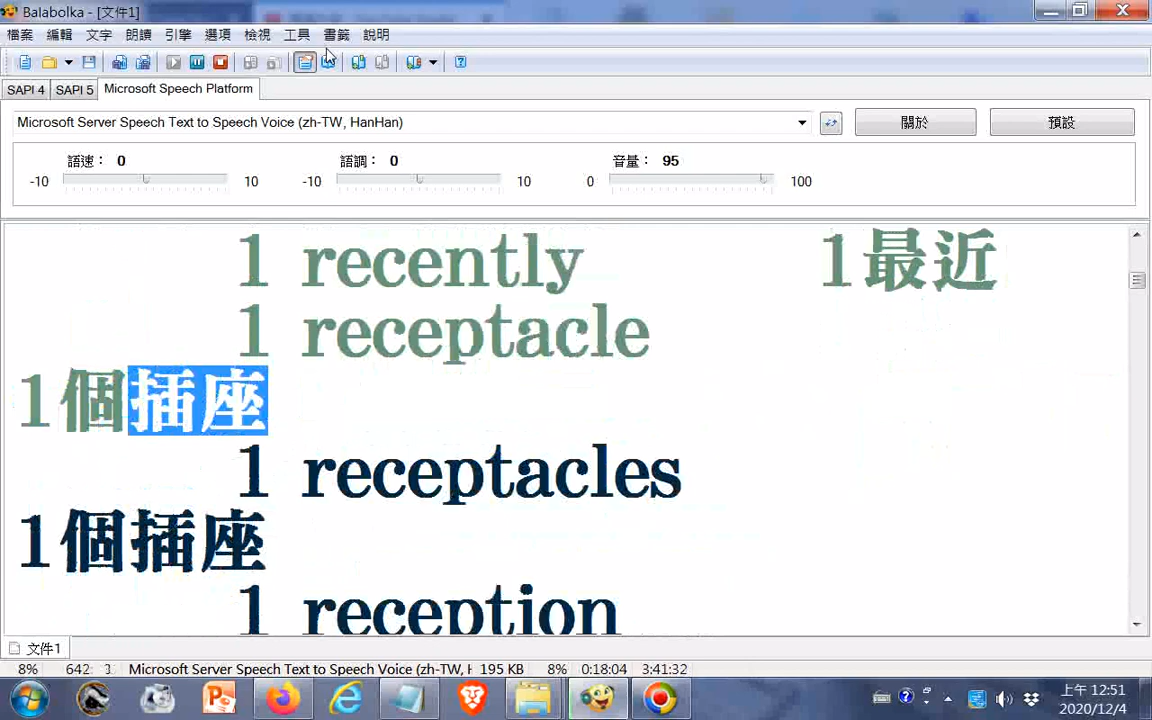 Balabolka - [文件1]
檔案 編輯 文字 朗讀 引擎 選項 檢視 工具 書籤 說明
SAPI 4 SAPI 5 Microsoft Speech Platform
Microsoft Server Speech Text to Speech Voice (zh-TW, HanHan) 關於 預設
語速： 0 語調： 0 音量： 95
-10 10 -10 10 0 100
1 recently 1最近
1 receptacle
1個插座
1 receptacles
1個插座
1 reception
文件1
8% 642: Microsoft Server Speech Text to Speech Voice (zh-TW, 195 KB 8% 0:18:04 3:41:32
上午 12:51
2020/12/4